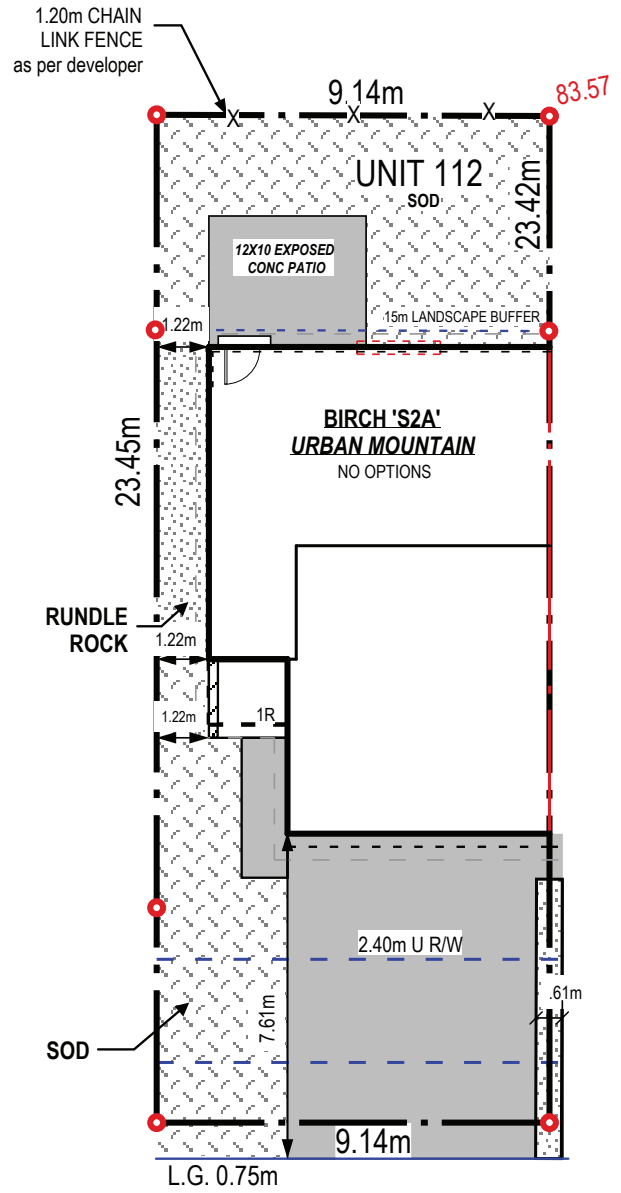 1.20m CHAIN
LINK FENCE
as per developer
9.14m
83.57
X X X
UNIT 112
SOD
23.42m
12X10 EXPOSED
CONC PATIO
1.22m
15m LANDSCAPE BUFFER
BIRCH 'S2A'
URBAN MOUNTAIN
NO OPTIONS
23.45m
RUNDLE
ROCK
1.22m
1.22m
1R
2.40m U R/W
.61m
7.61m
SOD
9.14m
L.G. 0.75m